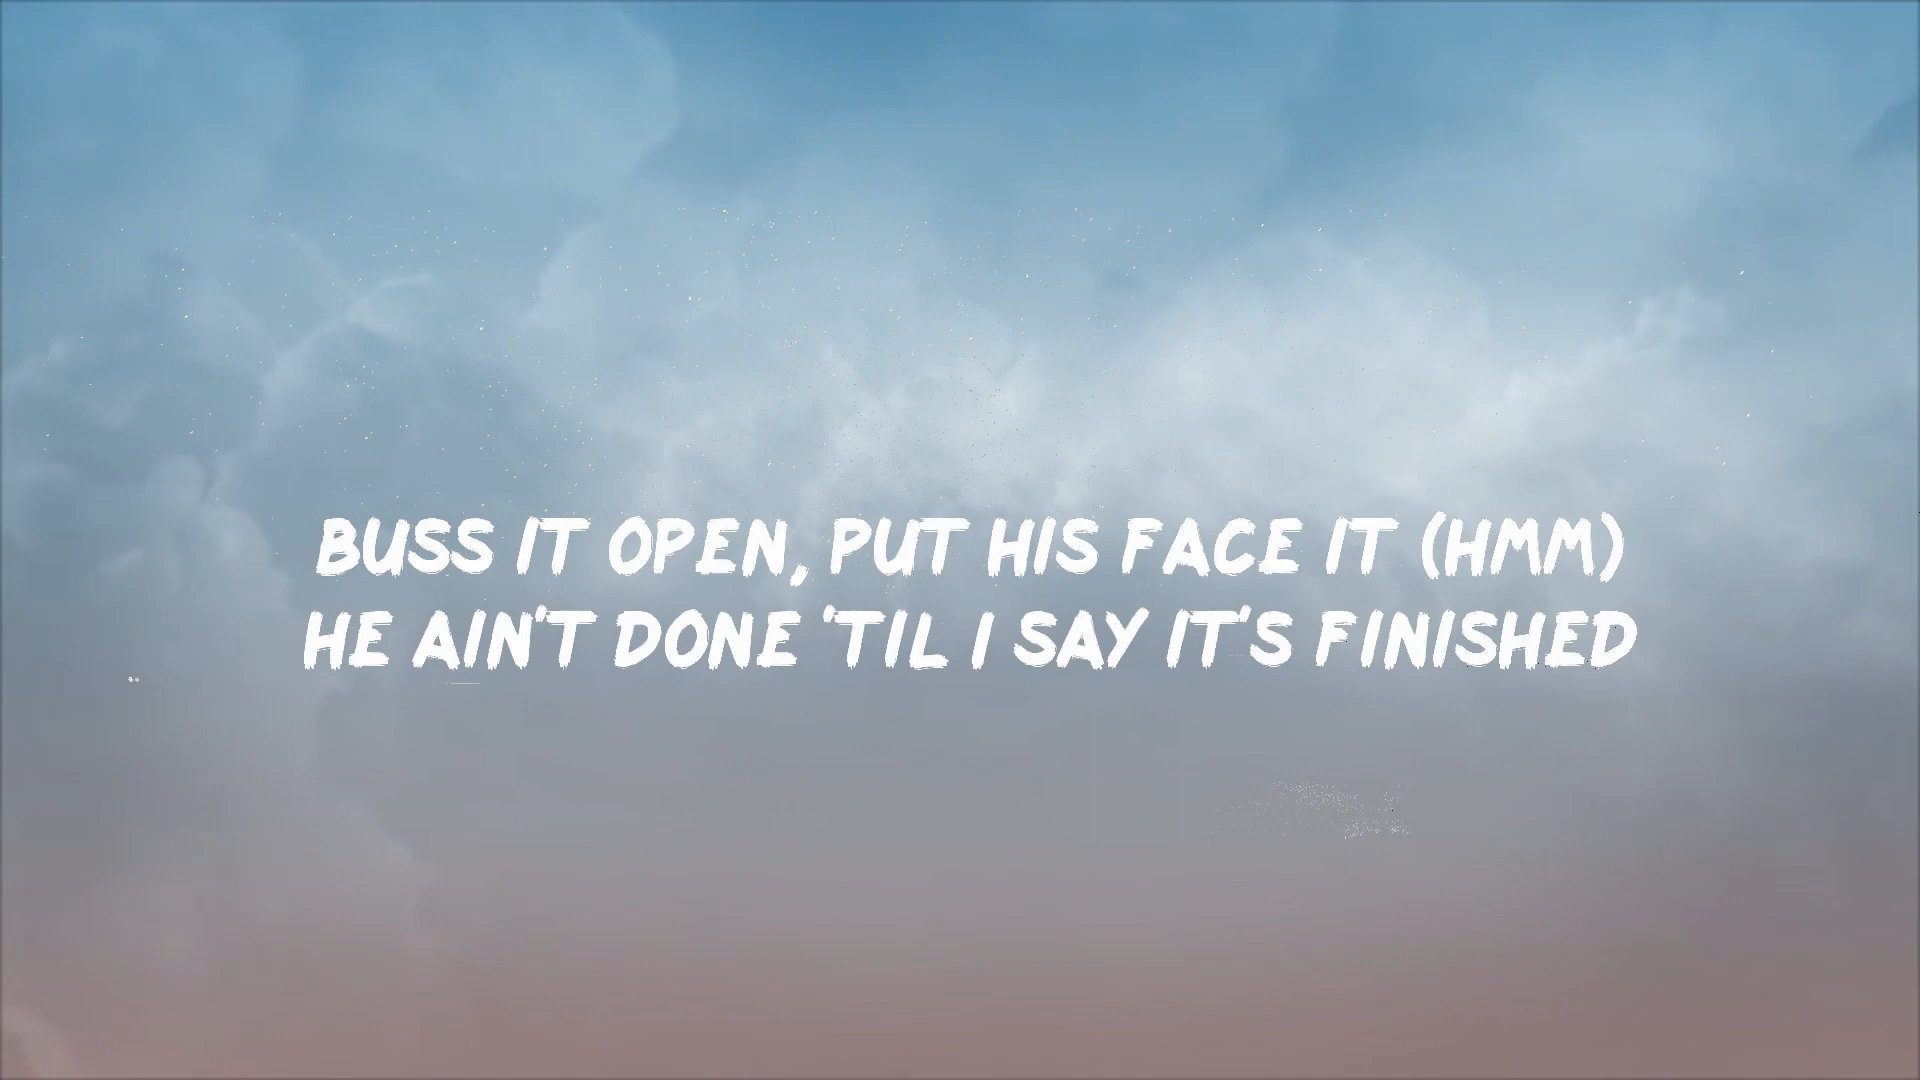 BUSS IT OPEN, PUT HIS FACE IT (HMM)
HE AIN'T DONE 'TIL I SAY IT'S FINISHED